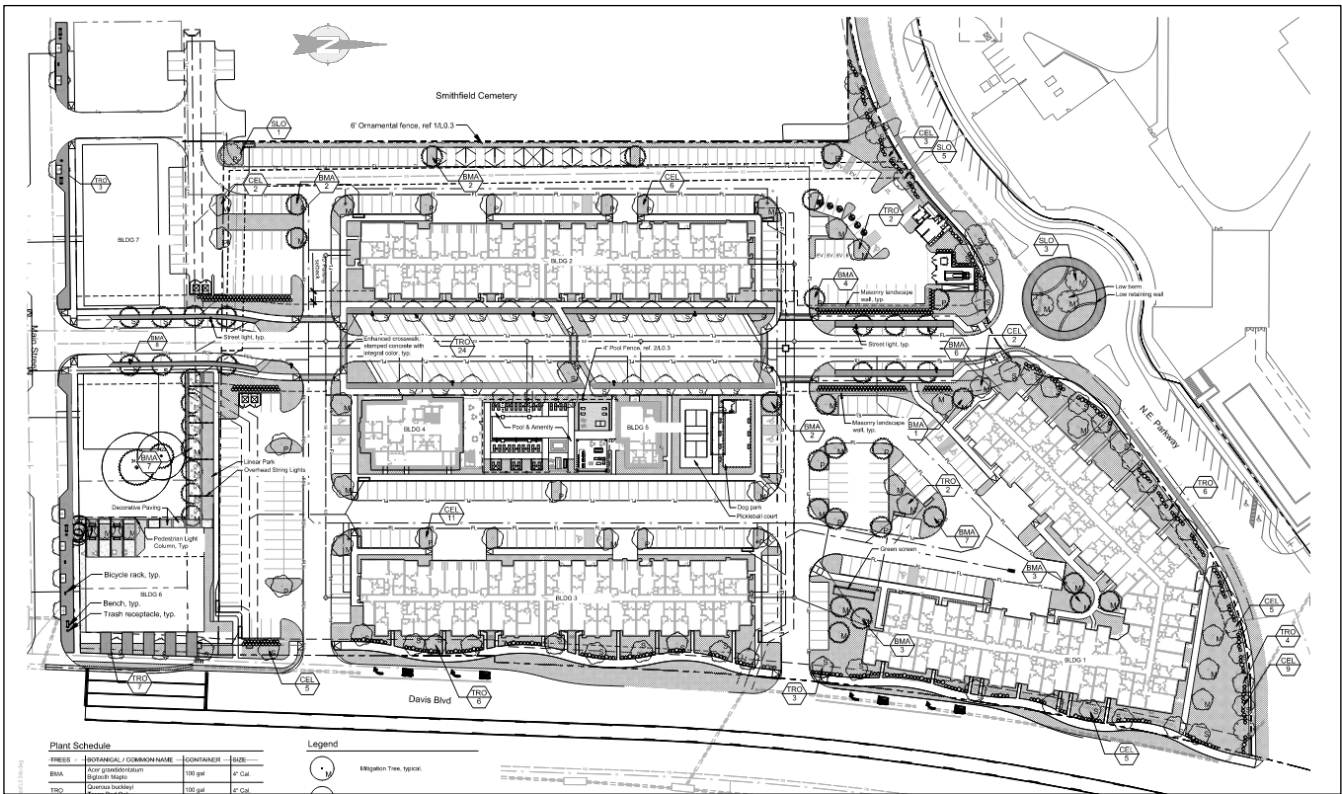 N
Smithfield Cemetery
6' Ornamental fence, ref 1/L0.3
SLO
1
CEL
3
SLO
5
TRO
3
CEL
2
BMA
2
BMA
2
CEL
6
TRO
2
BLDG 7
BLDG 2
SLO
3
BMA
4
Masonry landscape
wall, typ.
Low berm
Low retaining wall
Main Street
BMA
8
Street light, typ.
Enhanced crosswalk
stamped concrete with
integral color, typ.
TRO
24
4' Pool Fence, ref. 2/L0.3
Street light, typ.
BMA
6
CEL
2
N.E. Parkway
BLDG 4
Pool & Amenity
BLDG 5
BMA
2
Masonry landscape
wall, typ.
BMA
1
BMA
7
Linear Park
Overhead String Lights
Decorative Paving
Pedestrian Light
Column, Typ
CEL
11
Dog park
Pickleball court
TRO
2
TRO
6
BMA
Green screen
BMA
3
Bicycle rack, typ.
BLDG 6
Bench, typ.
Trash receptacle, typ.
BLDG 3
BMA
3
BLDG 1
CEL
5
TRO
4
CEL
9
TRO
7
CEL
5
Davis Blvd
TRO
6
TRO
3
CEL
5
Plant Schedule
TREES BOTANICAL / COMMON NAME CONTAINER SIZE
BMA Acer grandidentatum 100 gal 4" Cal.
Bigtooth Maple
TRO Quercus buckleyi 100 gal 4" Cal.
Legend
M Mitigation Tree, typical.